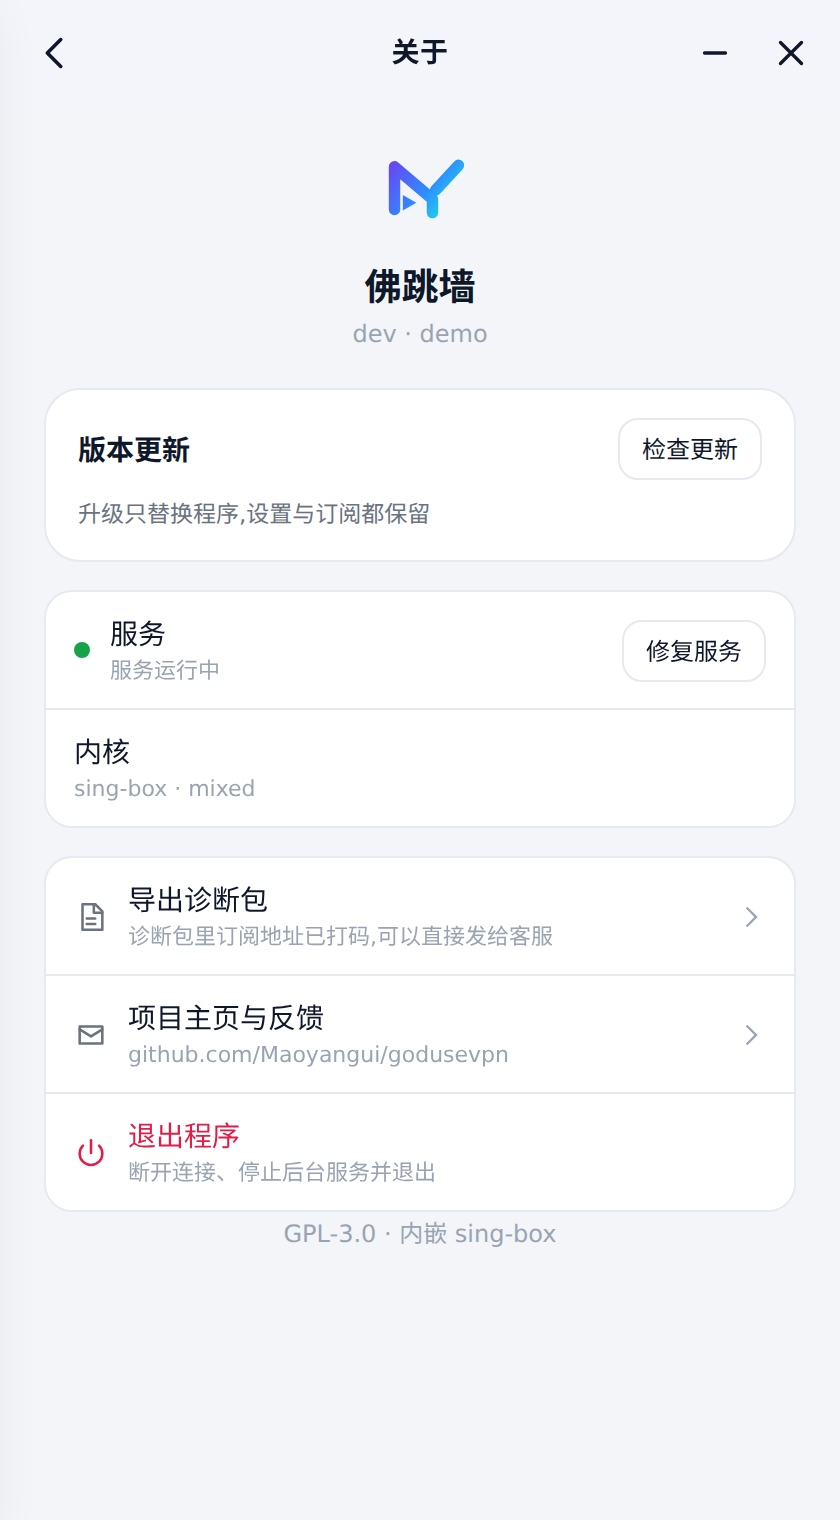 关于
佛跳墙
dev · demo
版本更新
检查更新
升级只替换程序,设置与订阅都保留
服务
服务运行中
修复服务
内核
sing-box · mixed
导出诊断包
诊断包里订阅地址已打码,可以直接发给客服
项目主页与反馈
github.com/Maoyangui/godusevpn
退出程序
断开连接、停止后台服务并退出
GPL-3.0 · 内嵌 sing-box